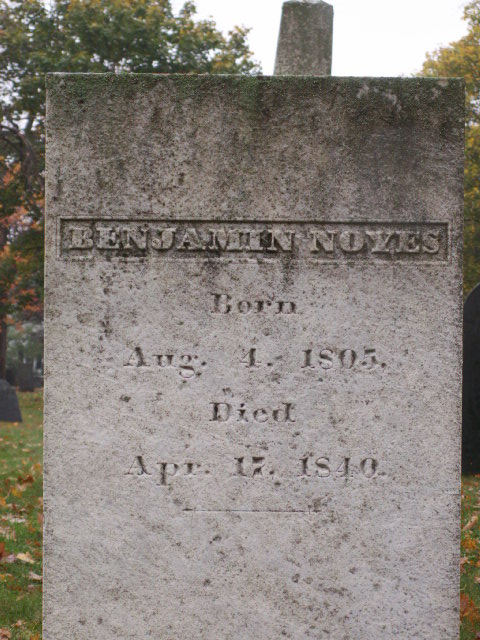 BENJAMIN NOYES
Born
Aug. 4. 1805.
Died
Apr. 17. 1840.